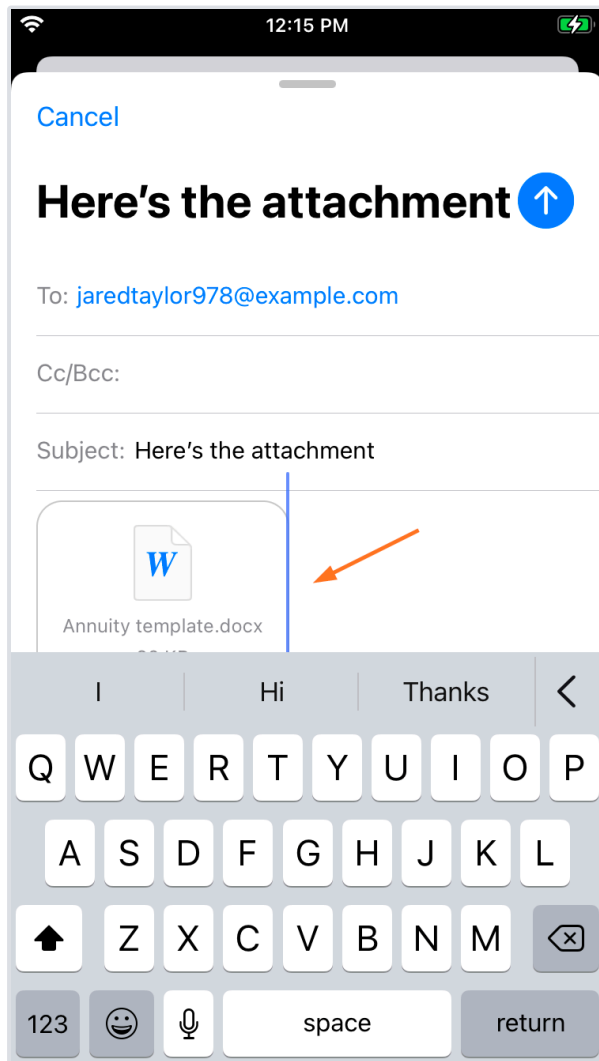 12:15 PM
Cancel
Here's the attachment
To: jaredtaylor978@example.com
Cc/Bcc:
Subject: Here's the attachment
W
Annuity template.docx
I Hi Thanks
Q W E R T Y U I O P
A S D F G H J K L
Z X C V B N M
123 space return